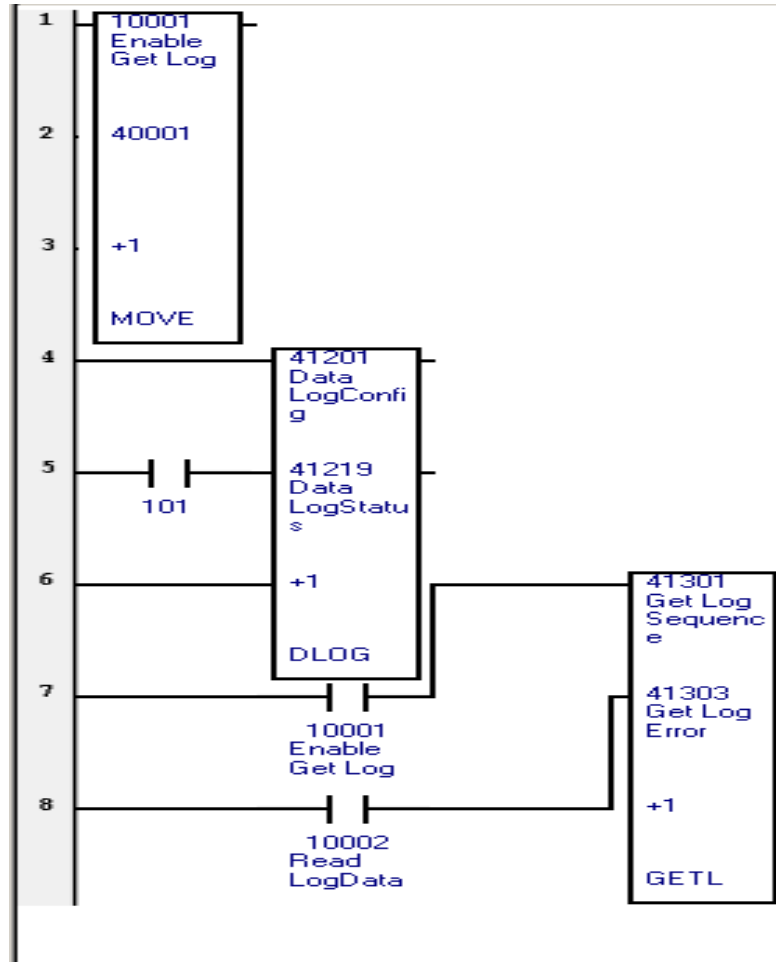 1
10001
Enable
Get Log
2
40001
3
+1
MOVE
4
41201
Data
LogConfi
g
5
101
41219
Data
LogStatu
s
6
+1
DLOG
41301
Get Log
Sequenc
e
7
10001
Enable
Get Log
41303
Get Log
Error
8
10002
Read
LogData
+1
GETL